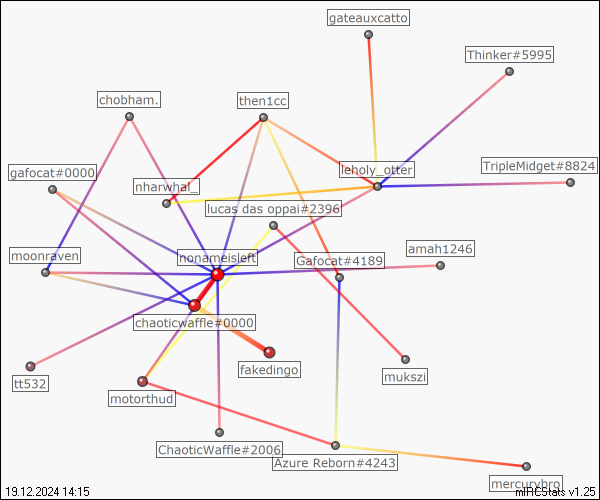 gateauxcatto
Thinker#5995
chobham.
then1cc
leholy_otter
TripleMidget#8824
gafocat#0000
nharwhal_
lucas das oppai#2396
amah1246
moonraven
nonameisleft
Gafocat#4189
chaoticwaffle#0000
fakedingo
mukszi
tt532
motorthud
ChaoticWaffle#2006
Azure Reborn#4243
mercurybro
19.12.2024 14:15
mIRCStats v1.25